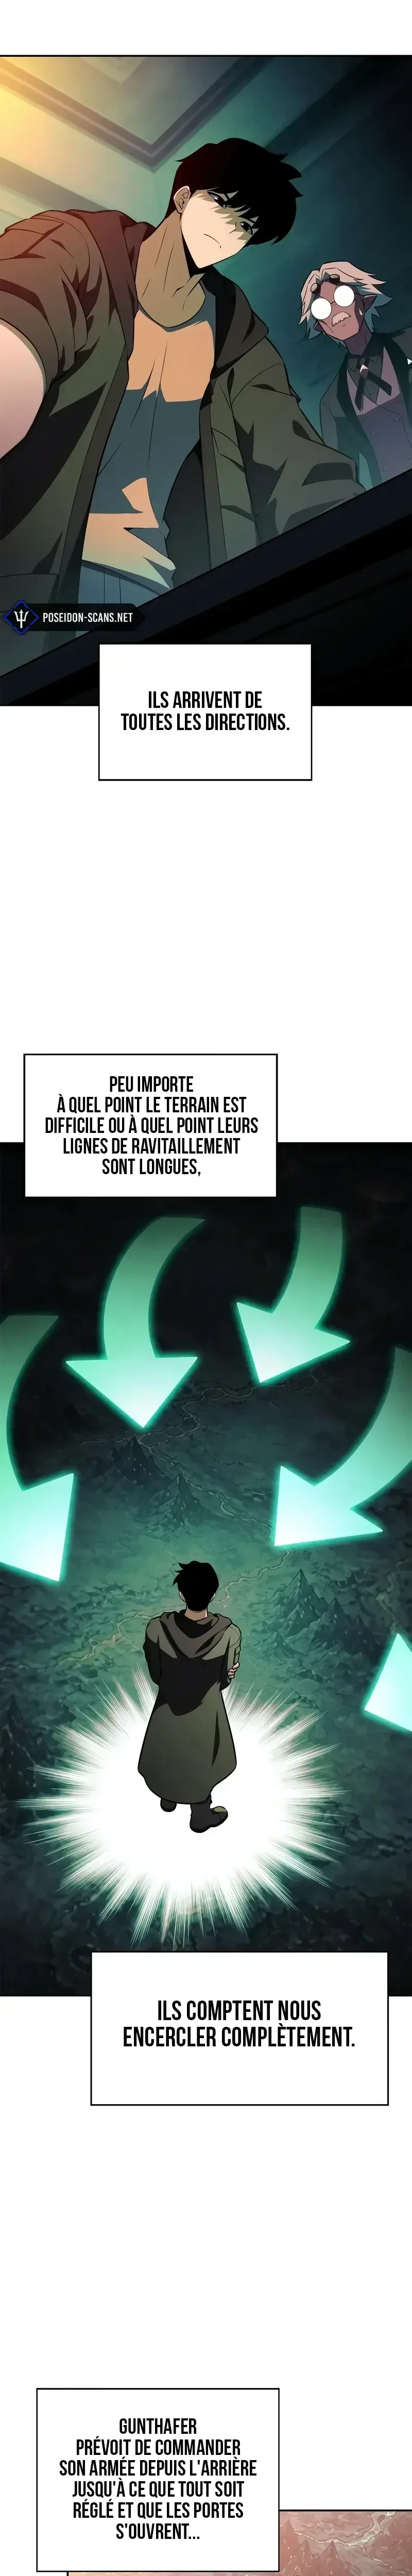 POSEIDON-SCANS.NET
ILS ARRIVENT DE
TOUTES LES DIRECTIONS.
PEU IMPORTE
À QUEL POINT LE TERRAIN EST
DIFFICILE OU À QUEL POINT LEURS
LIGNES DE RAVITAILLEMENT
SONT LONGUES,
ILS COMPTENT NOUS
ENCERCLER COMPLÈTEMENT.
GUNTHAFER
PRÉVOIT DE COMMANDER
SON ARMÉE DEPUIS L'ARRIÈRE
JUSQU'À CE QUE TOUT SOIT
RÉGLÉ ET QUE LES PORTES
S'OUVRENT...